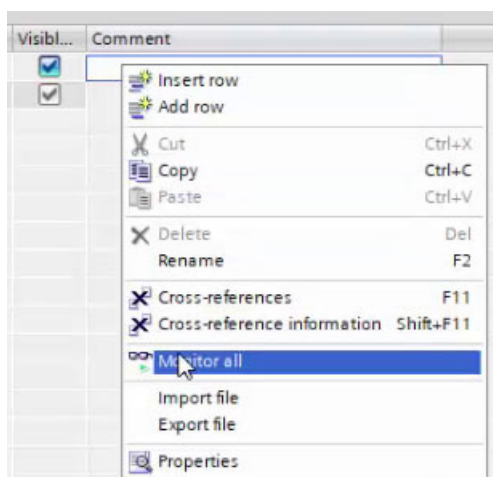 Visibl... Comment
Insert row
Add row
Cut Ctrl+X
Copy Ctrl+C
Paste Ctrl+V
Delete Del
Rename F2
Cross-references F11
Cross-reference information Shift+F11
Monitor all
Import file
Export file
Properties